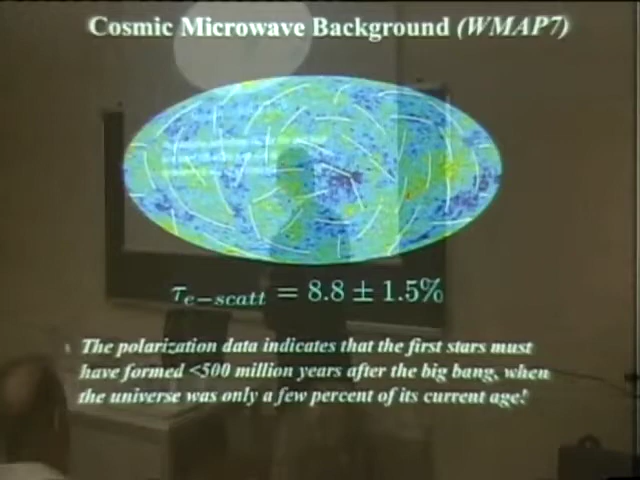 Cosmic Microwave Background (WMAP7)
τe−scatt = 8.8 ± 1.5%
The polarization data indicates that the first stars must
have formed <500 million years after the big bang, when
the universe was only a few percent of its current age!